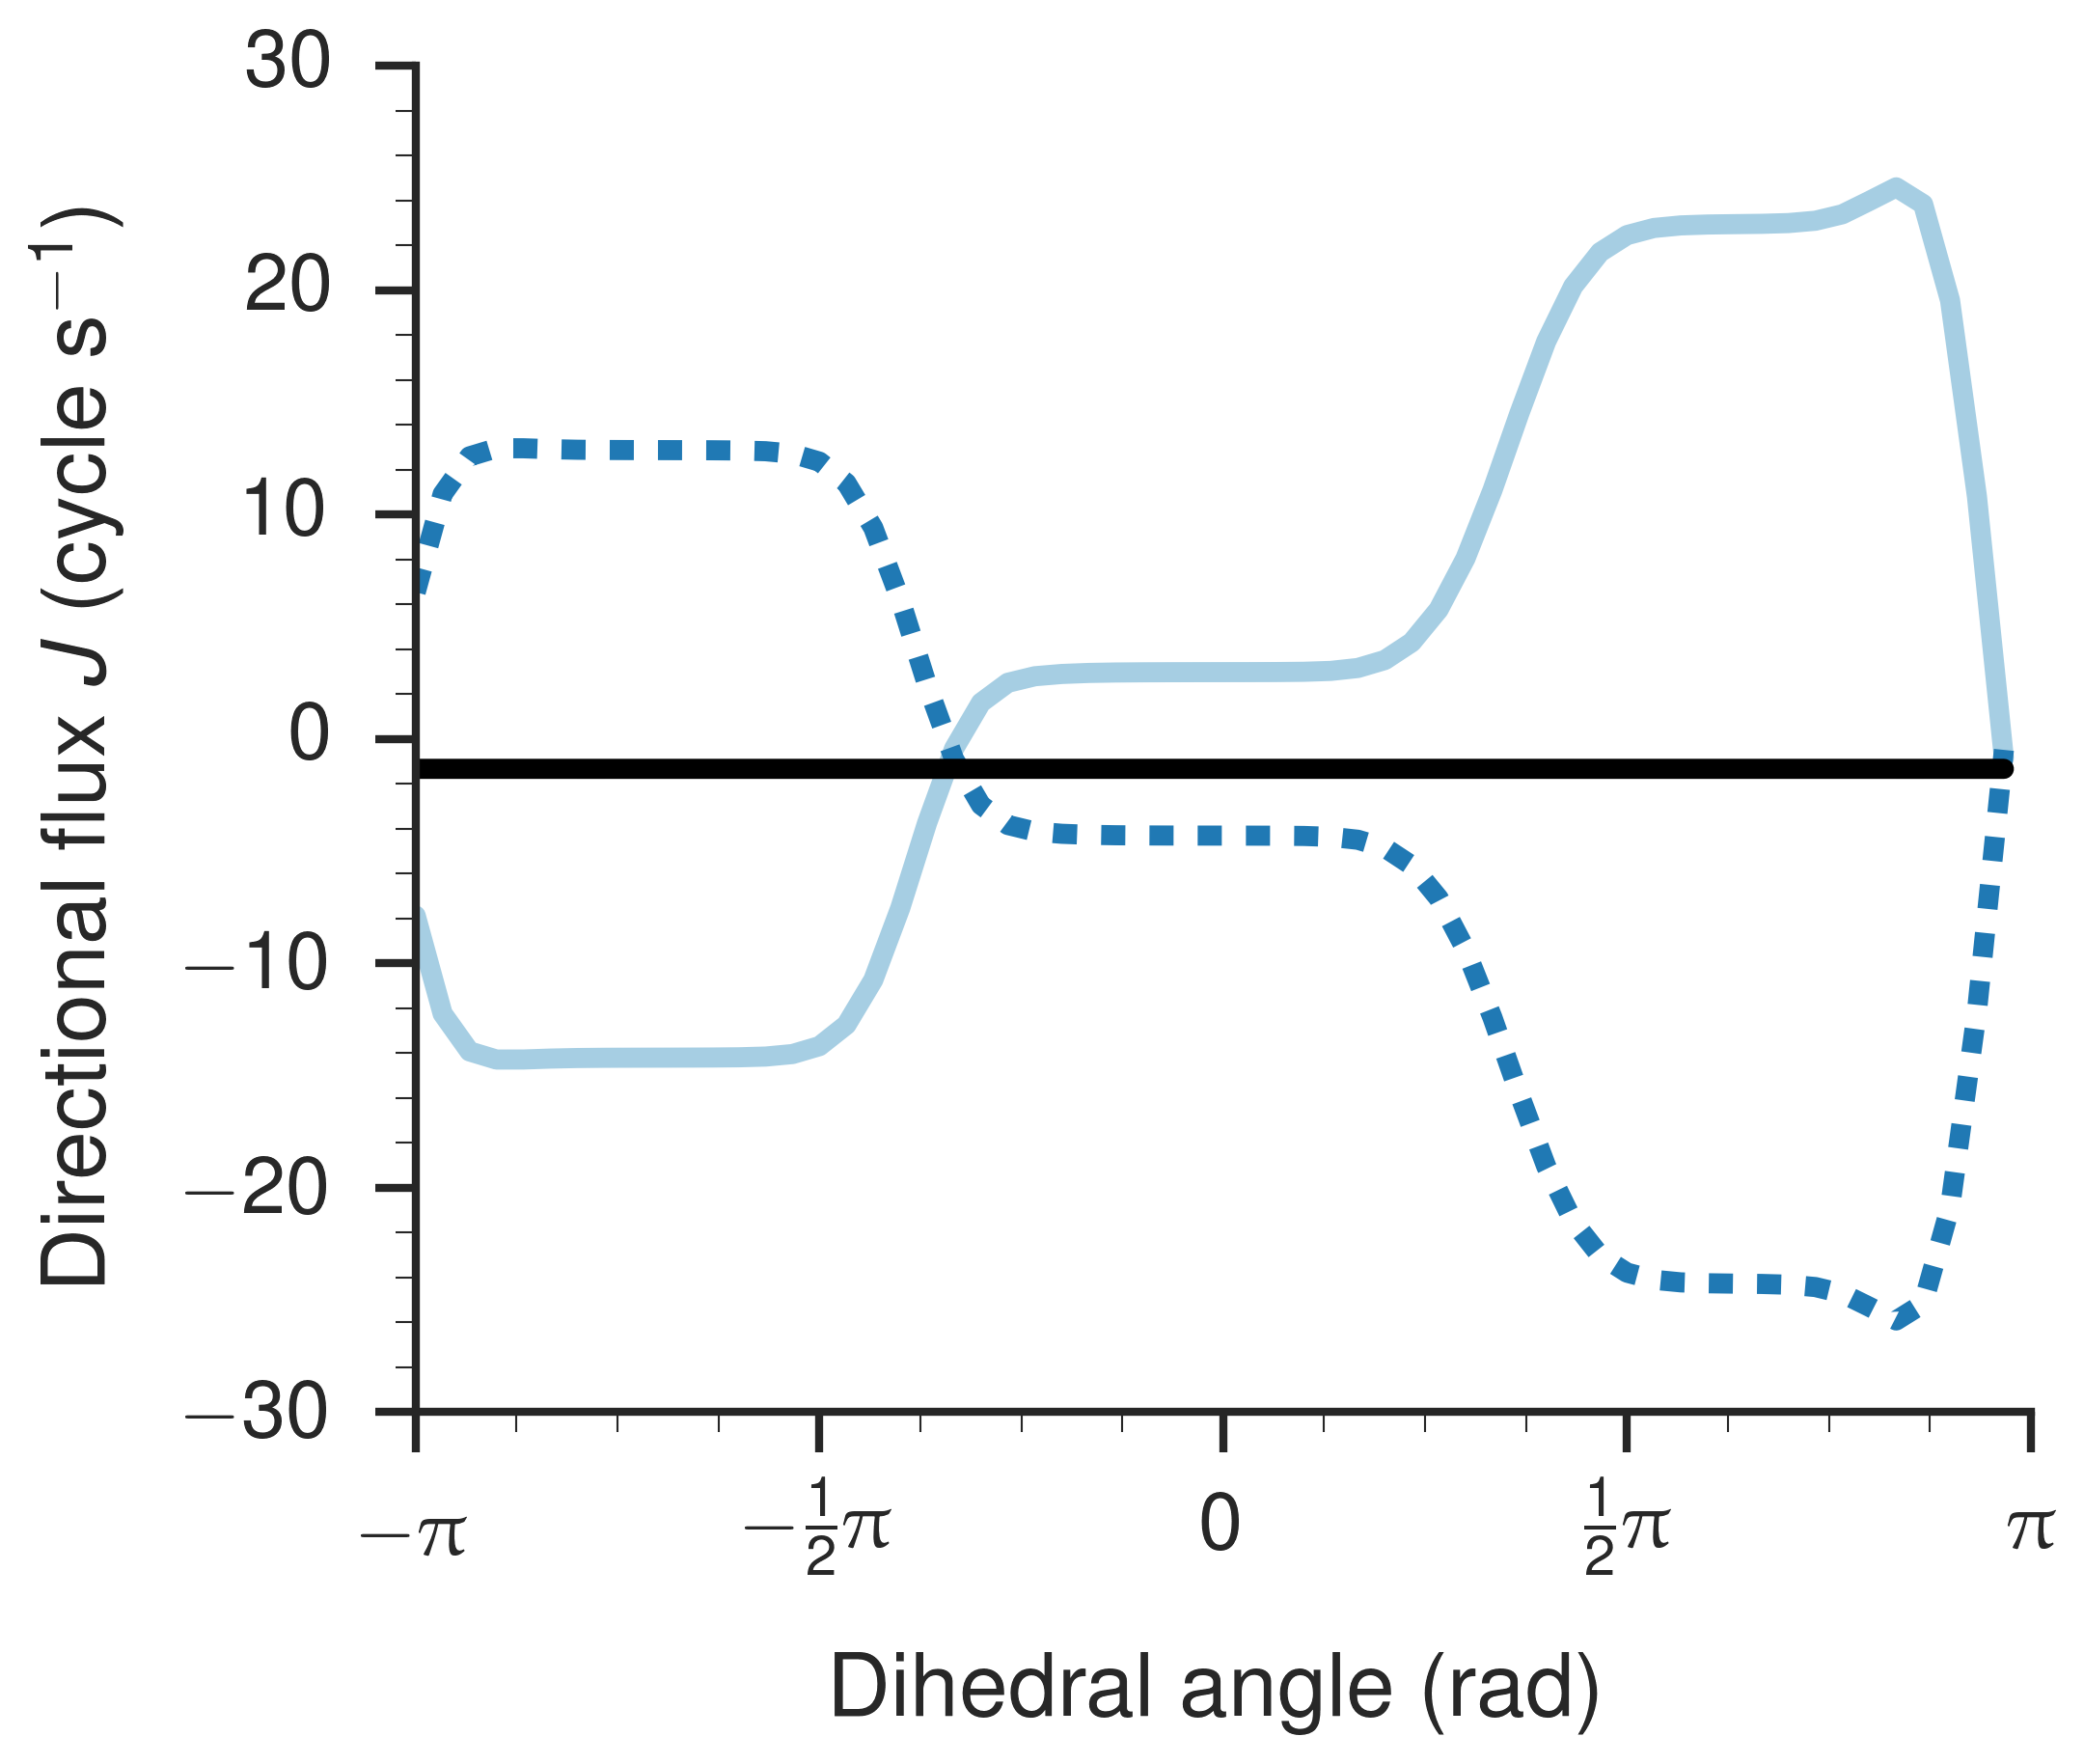 Directional flux J (cycle s⁻¹)
30
20
10
0
−10
−20
−30
−π
−1/2π
0
1/2π
π
Dihedral angle (rad)